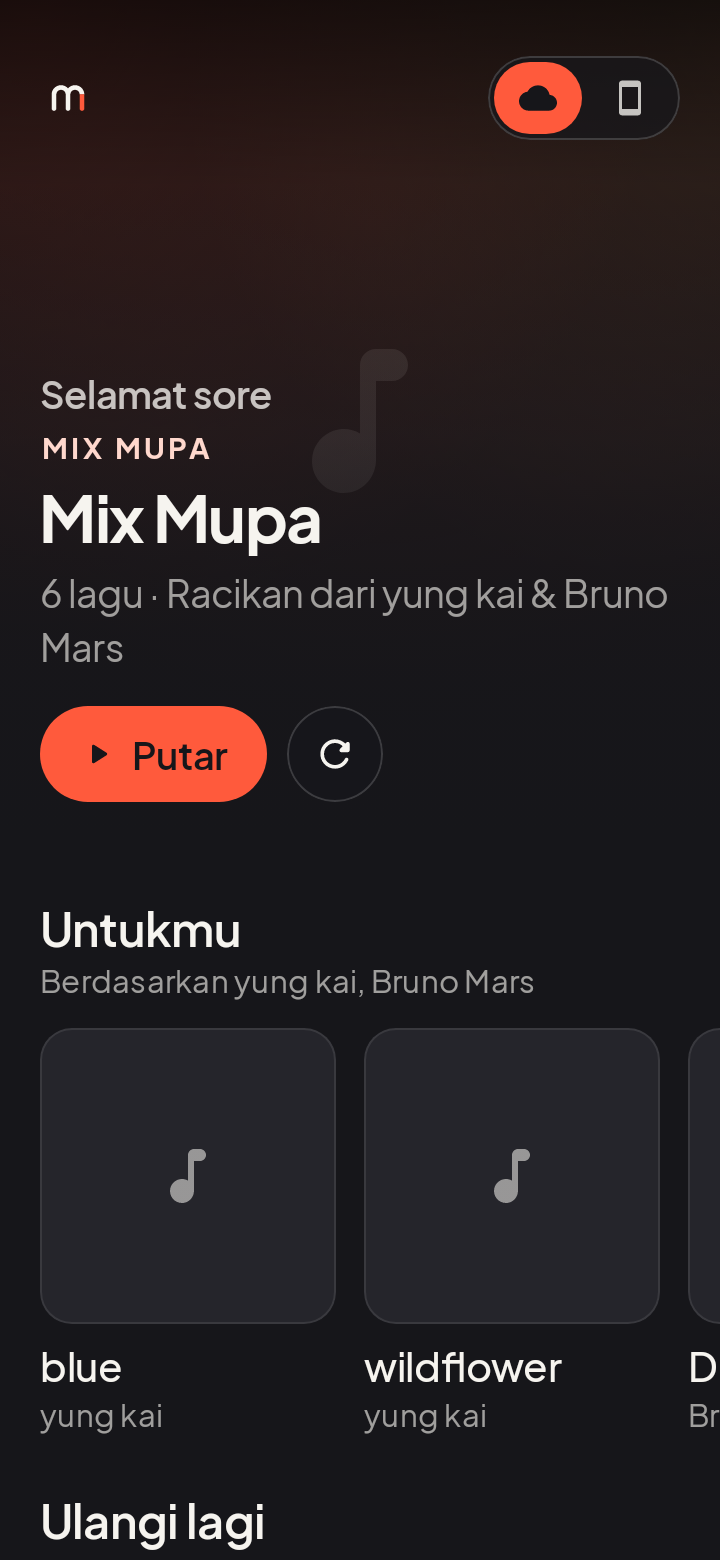 m
Selamat sore
MIX MUPA
Mix Mupa
6 lagu · Racikan dari yung kai & Bruno
Mars
Putar
Untukmu
Berdasarkan yung kai, Bruno Mars
blue
wildflower
D
yung kai
yung kai
Br
Ulangi lagi